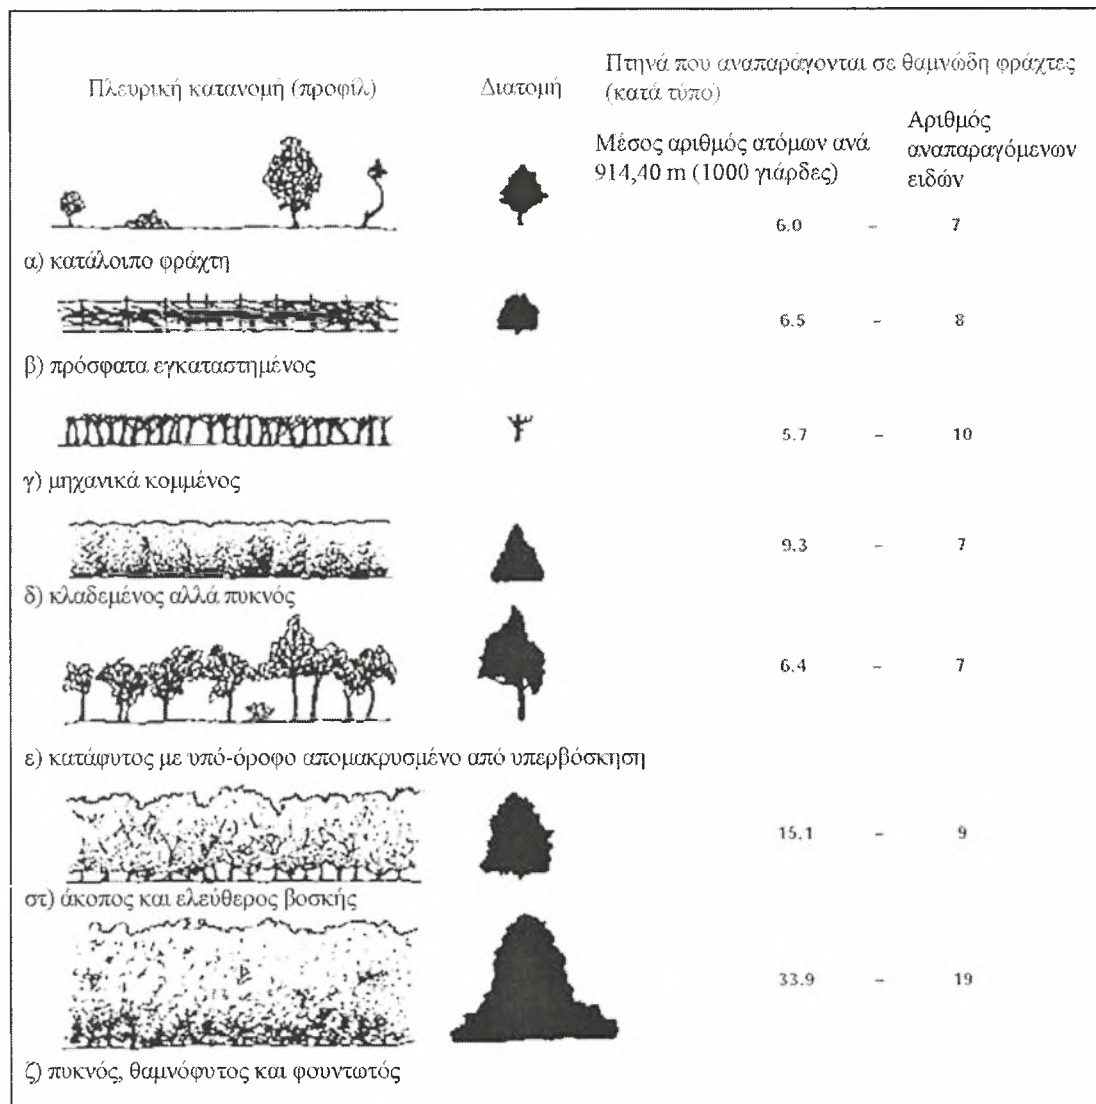 Πλευρική κατανομή (προφίλ)
Διατομή
Πτηνά που αναπαράγονται σε θαμνώδη φράχτες
(κατά τύπο)
Μέσος αριθμός ατόμων ανά
914,40 m (1000 γιάρδες)
Αριθμός
αναπαραγόμενων
ειδών
6.0 – 7
α) κατάλοιπο φράχτη
6.5 – 8
β) πρόσφατα εγκαταστημένος
5.7 – 10
γ) μηχανικά κομμένος
9.3 – 7
δ) κλαδεμένος αλλά πυκνός
6.4 – 7
ε) κατάφυτος με υπό-όροφο απομακρυσμένο από υπερβόσκηση
15.1 – 9
στ) άκοπος και ελεύθερος βοσκής
33.9 – 19
ζ) πυκνός, θαμνόφυτος και φουντωτός